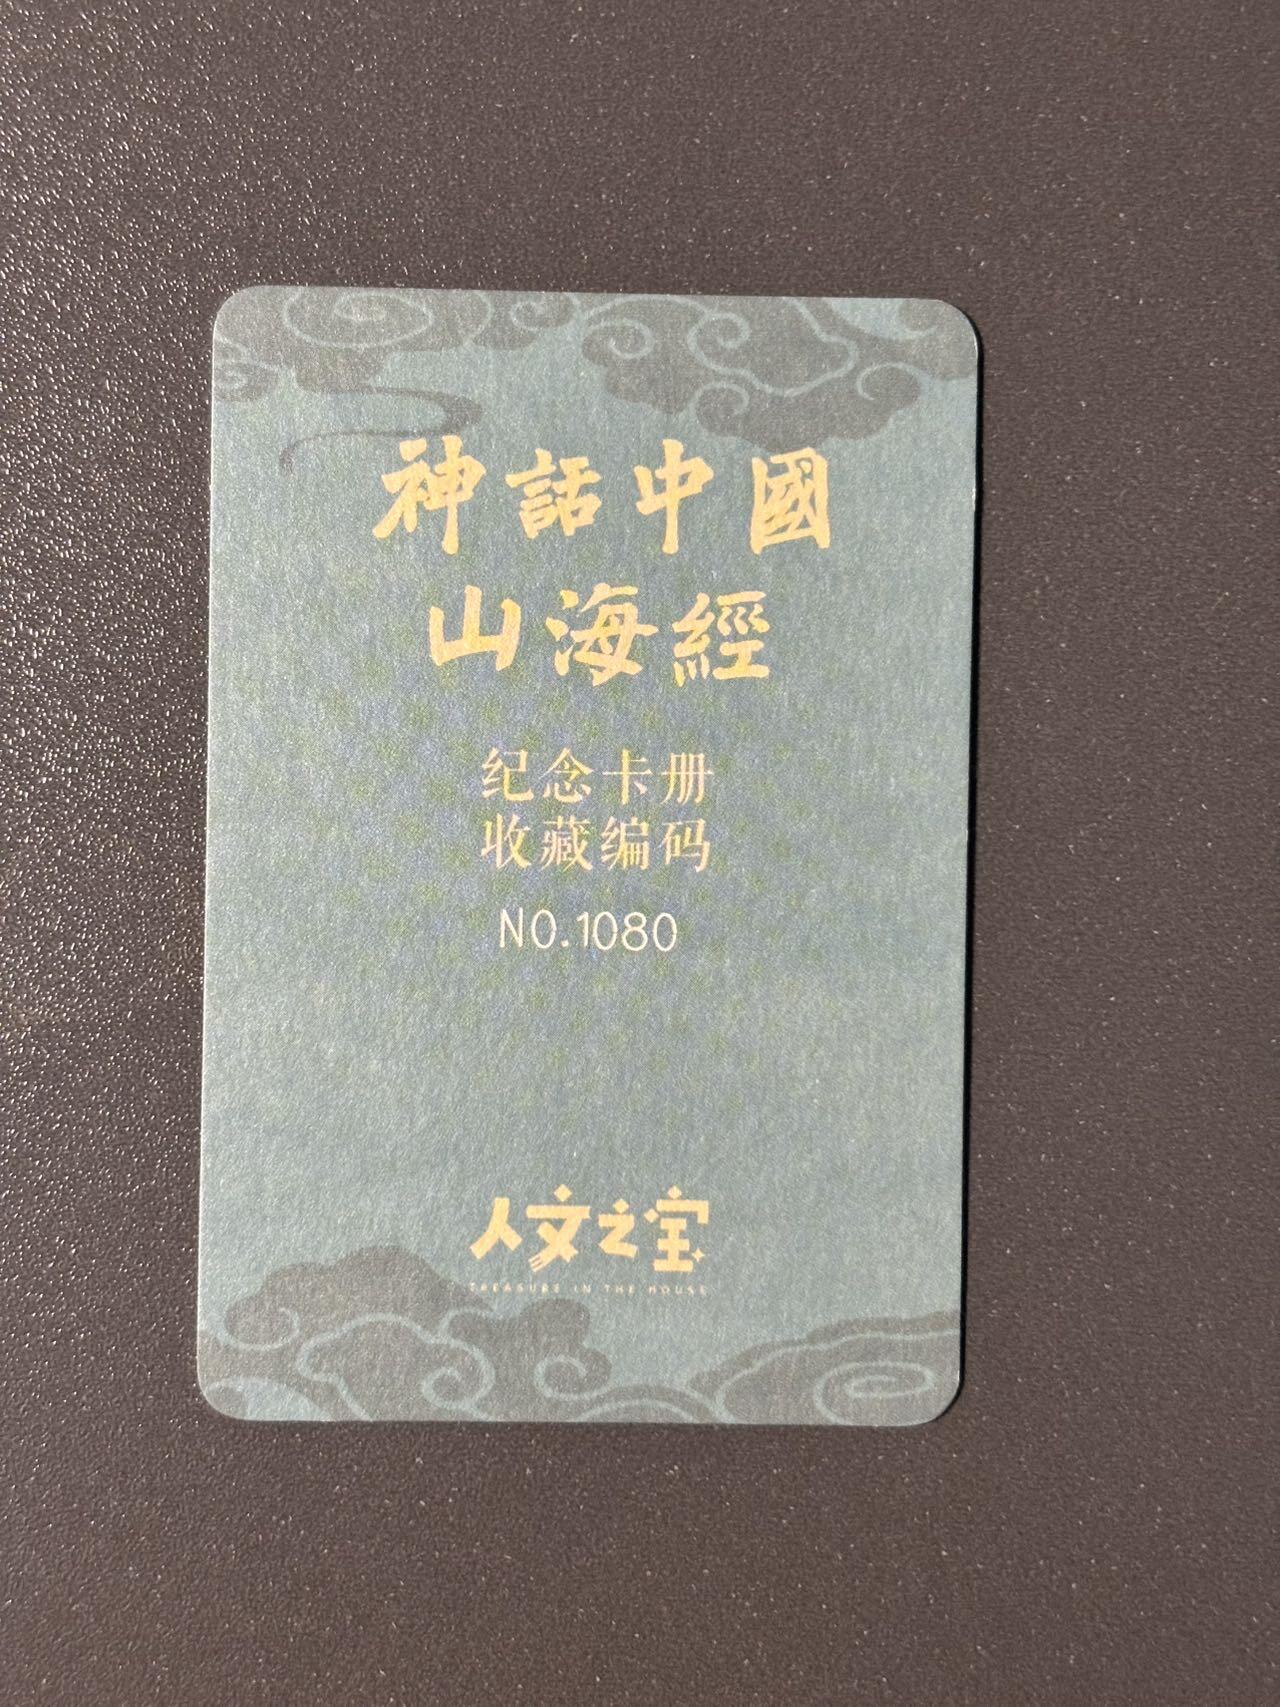 神話中國
山海經
纪念卡册
收藏编码
NO.1080
人文之宝
TREASURE IN THE HOUSE